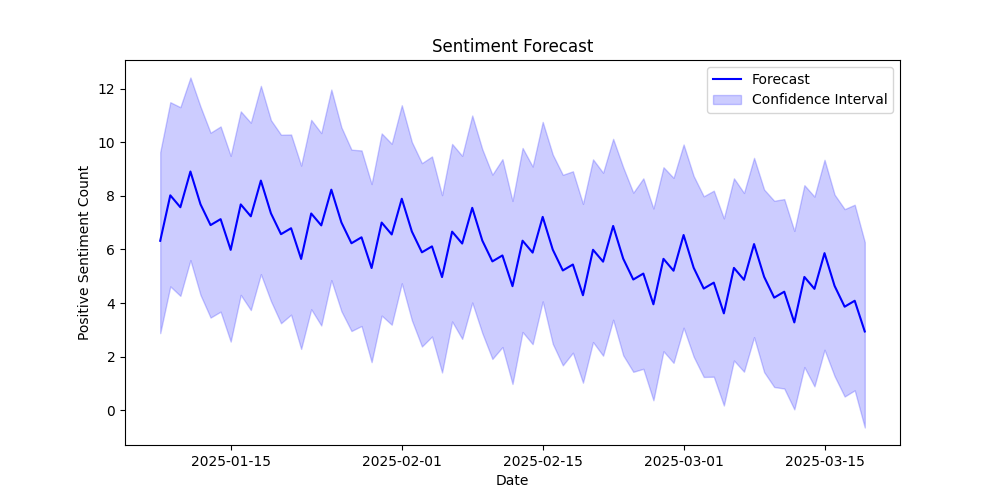 Sentiment Forecast
Forecast
Confidence Interval
Positive Sentiment Count
12
10
8
6
4
2
0
2025-01-15
2025-02-01
2025-02-15
2025-03-01
2025-03-15
Date